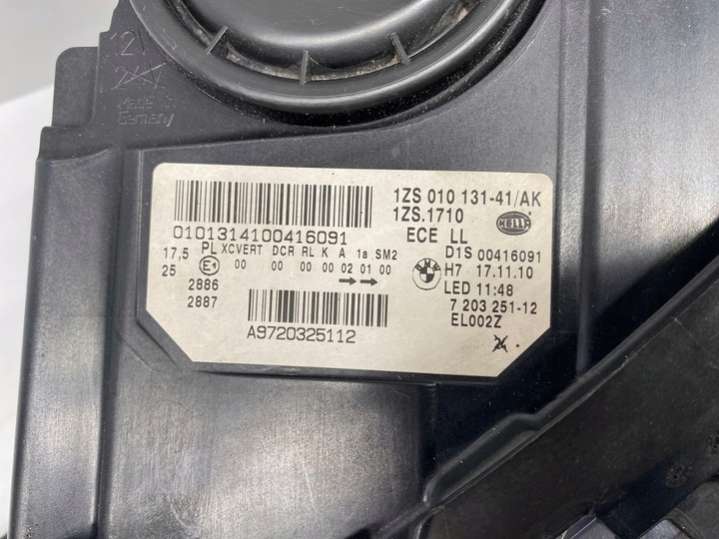 Made in
Germany
1ZS 010 131-41/AK
1ZS.1710
HELLA
0101314100416091
ECE LL
17,5 PL XCVERT DCR RL K A 1a SM2
D1S 00416091
25 E1 00 00 00 00 02 01 00
H7 17.11.10
2886
LED 11:48
2887
7 203 251-12
A9720325112
EL002Z